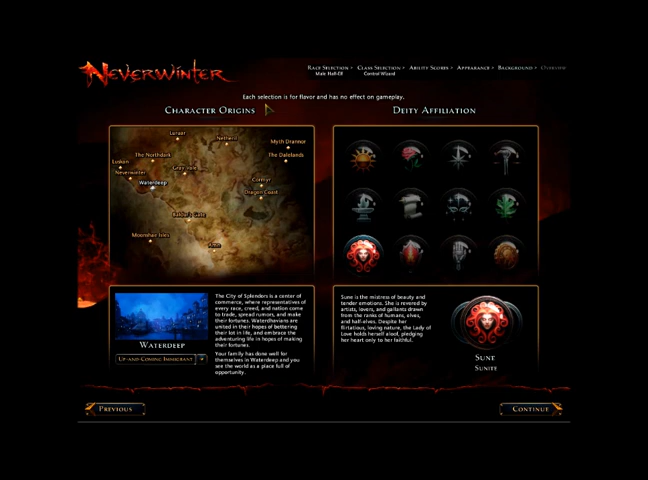 NEVERWINTER
RACE SELECTION CLASS SELECTION ABILITY SCORES APPEARANCE BACKGROUND OVERVIEW
Male Half-Elf Control Wizard
Each selection is for flavor and has no effect on gameplay.
CHARACTER ORIGINS
DEITY AFFILIATION
Luruar
Netheril
Myth Drannor
The Northdark
The Dalelands
Luskan
Gray Vale
Neverwinter
Waterdeep
Cormyr
Dragon Coast
Baldur's Gate
Moonshae Isles
Amn
The City of Splendors is a center of
commerce, where representatives of
every race, creed, and nation come
to trade, spread rumors, and make
their fortunes. Waterdhavians are
united in their hopes of bettering
their lot in life, and embrace the
adventuring life in hopes of making
their fortunes.
Your family has done well for
themselves in Waterdeep and you
see the world as a place full of
opportunity.
WATERDEEP
UP-AND-COMING IMMIGRANT
Sune is the mistress of beauty and
tender emotions. She is revered by
artists, lovers, and gallants drawn
from the ranks of humans, elves,
and half-elves. Despite her
flirtatious, loving nature, the Lady of
Love holds herself aloof, pledging
her heart only to her faithful.
SUNE
SUNITE
PREVIOUS
CONTINUE